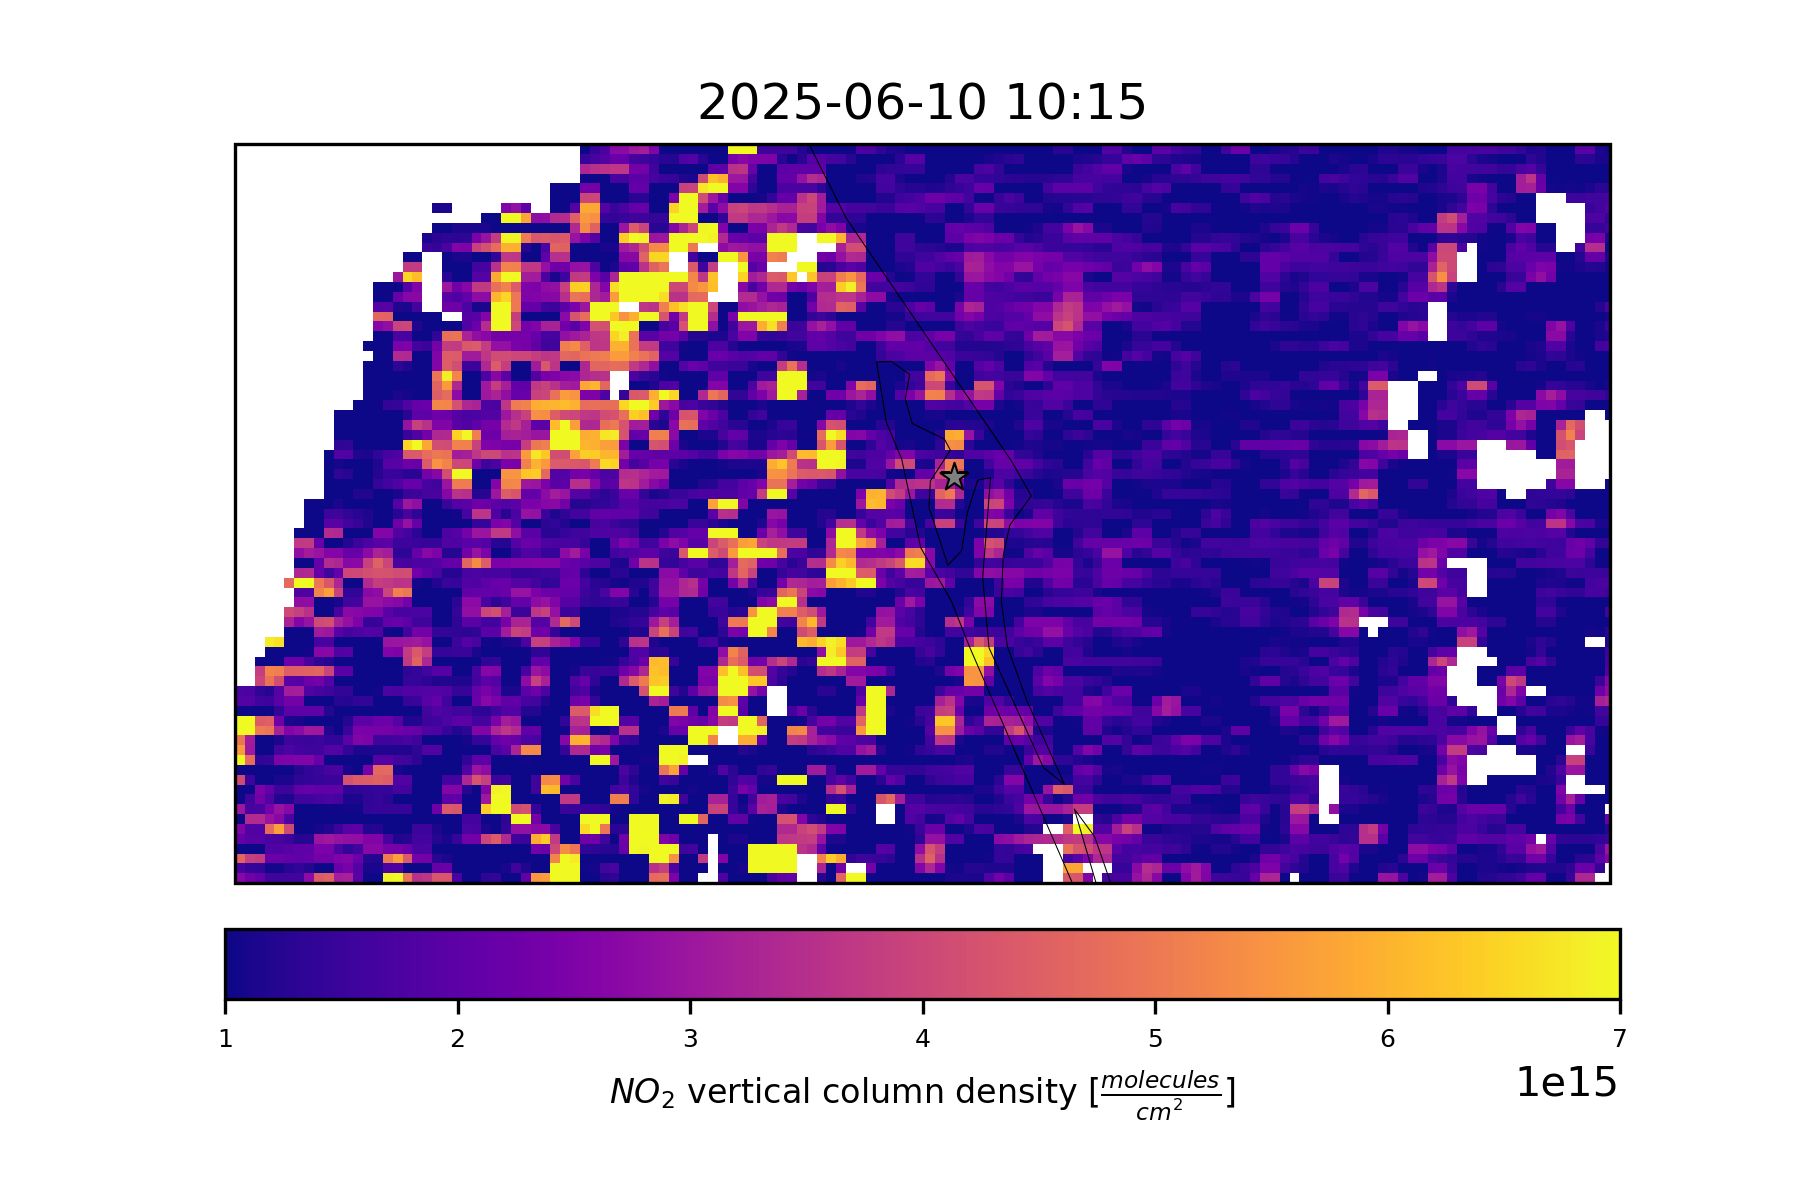 2025-06-10 10:15
1 2 3 4 5 6 7
1e15
NO₂ vertical column density [molecules/cm²]